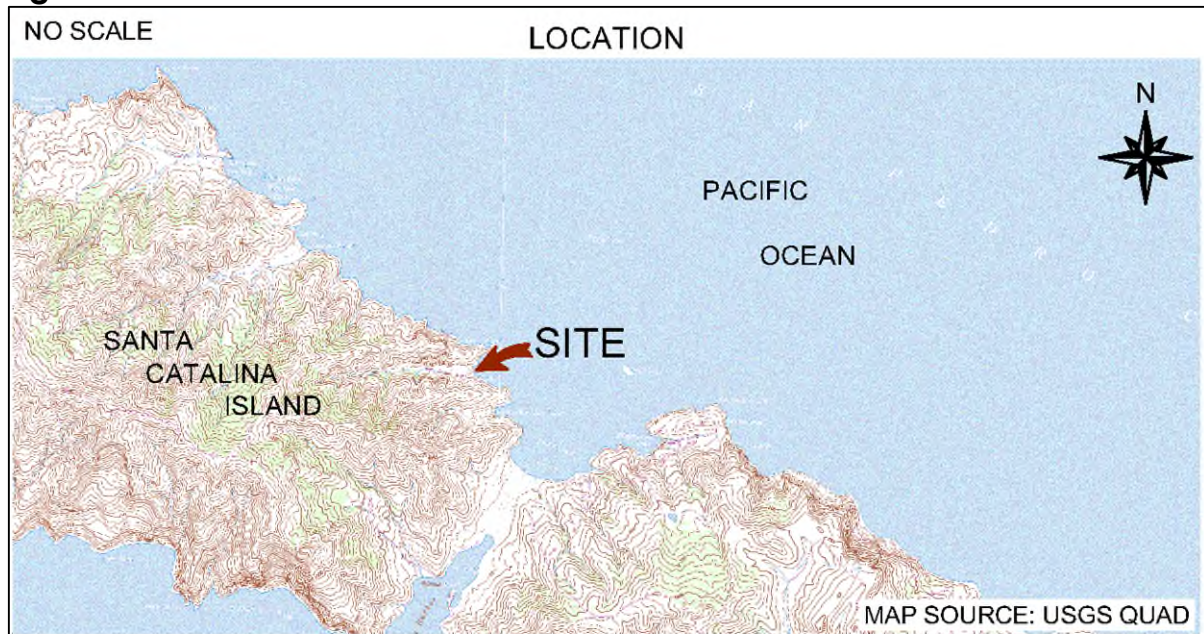 NO SCALE
LOCATION
N
PACIFIC
OCEAN
SITE
SANTA
CATALINA
ISLAND
MAP SOURCE: USGS QUAD